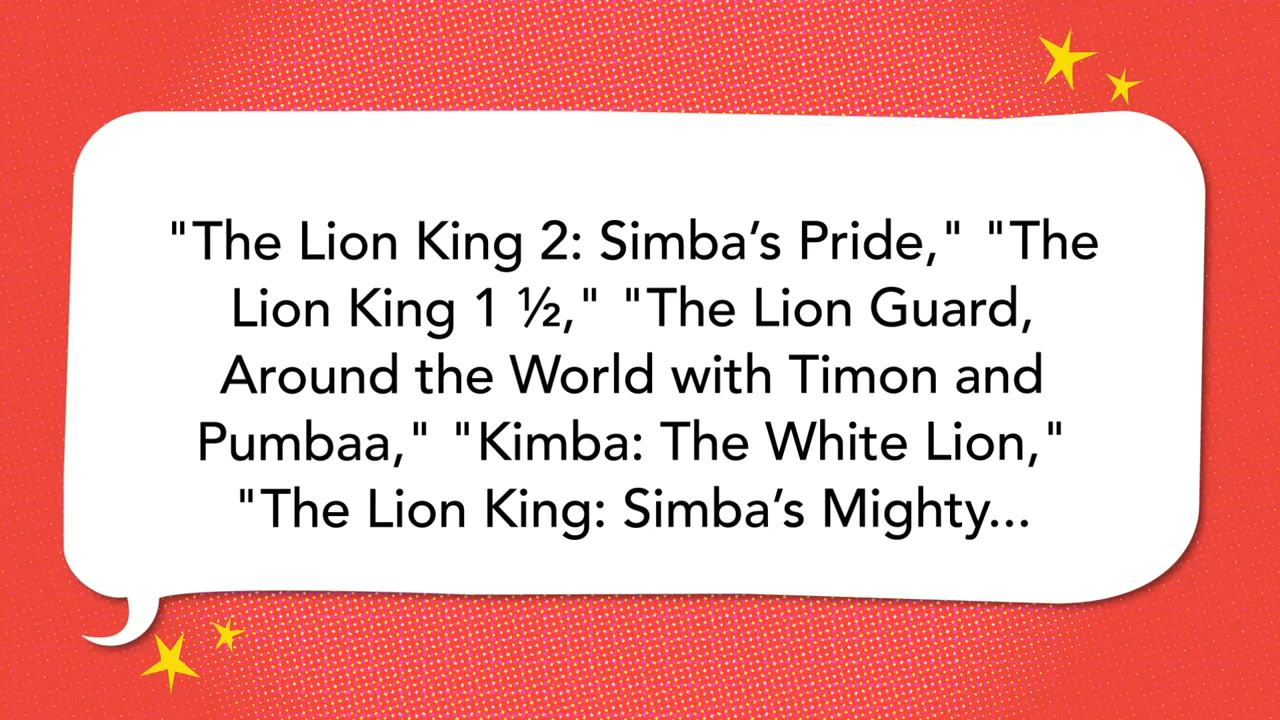 "The Lion King 2: Simba’s Pride," "The
Lion King 1 ½," "The Lion Guard,
Around the World with Timon and
Pumbaa," "Kimba: The White Lion,"
"The Lion King: Simba’s Mighty...